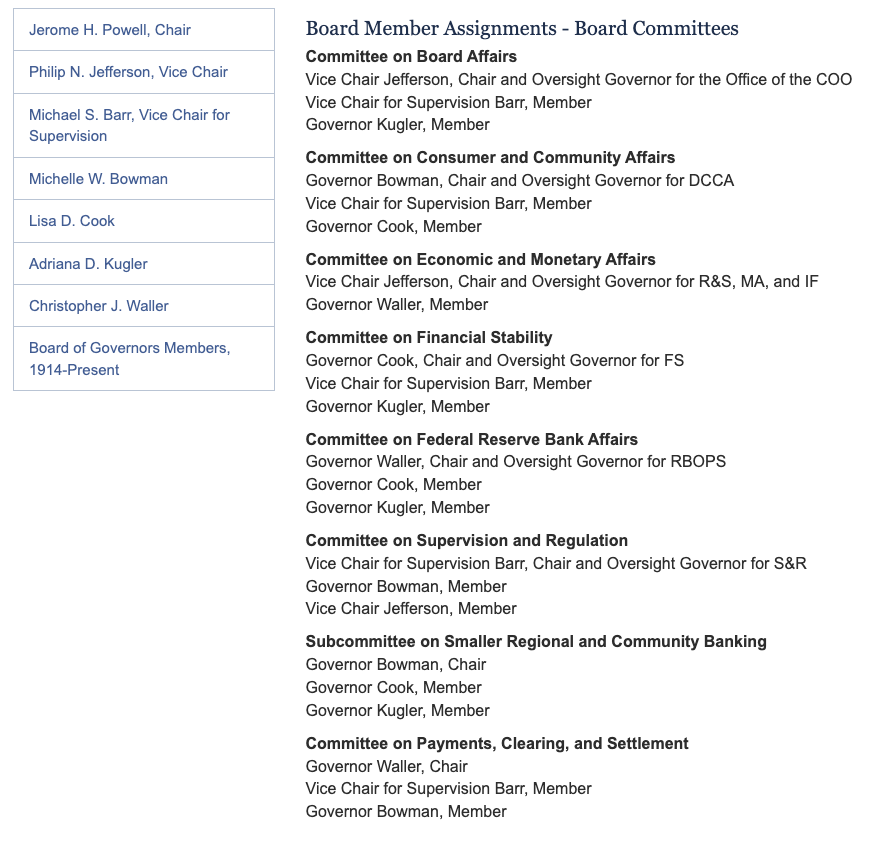 Jerome H. Powell, Chair
Philip N. Jefferson, Vice Chair
Michael S. Barr, Vice Chair for
Supervision
Michelle W. Bowman
Lisa D. Cook
Adriana D. Kugler
Christopher J. Waller
Board of Governors Members,
1914-Present
Board Member Assignments - Board Committees
Committee on Board Affairs
Vice Chair Jefferson, Chair and Oversight Governor for the Office of the COO
Vice Chair for Supervision Barr, Member
Governor Kugler, Member
Committee on Consumer and Community Affairs
Governor Bowman, Chair and Oversight Governor for DCCA
Vice Chair for Supervision Barr, Member
Governor Cook, Member
Committee on Economic and Monetary Affairs
Vice Chair Jefferson, Chair and Oversight Governor for R&S, MA, and IF
Governor Waller, Member
Committee on Financial Stability
Governor Cook, Chair and Oversight Governor for FS
Vice Chair for Supervision Barr, Member
Governor Kugler, Member
Committee on Federal Reserve Bank Affairs
Governor Waller, Chair and Oversight Governor for RBOPS
Governor Cook, Member
Governor Kugler, Member
Committee on Supervision and Regulation
Vice Chair for Supervision Barr, Chair and Oversight Governor for S&R
Governor Bowman, Member
Vice Chair Jefferson, Member
Subcommittee on Smaller Regional and Community Banking
Governor Bowman, Chair
Governor Cook, Member
Governor Kugler, Member
Committee on Payments, Clearing, and Settlement
Governor Waller, Chair
Vice Chair for Supervision Barr, Member
Governor Bowman, Member